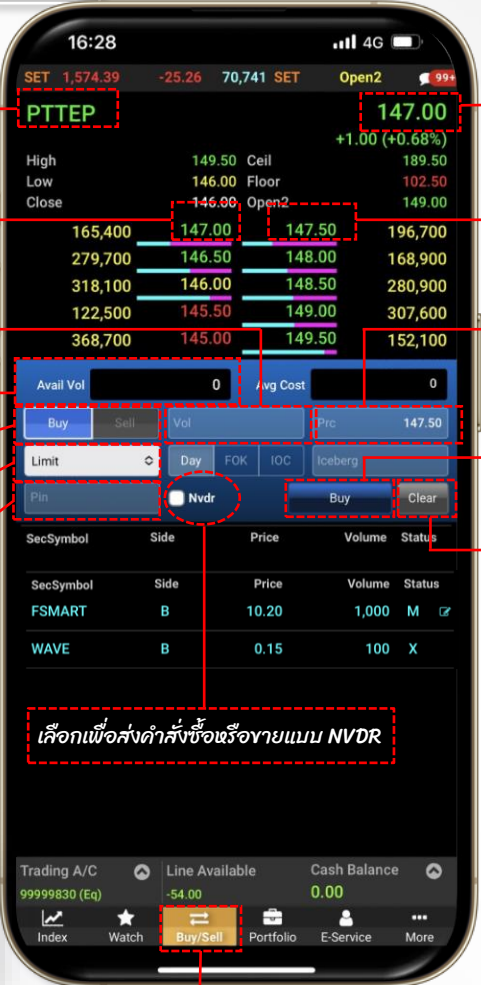 16:28 4G
SET 1,574.39 -25.26 70,741 SET Open2 99+
PTTEP 147.00
+1.00 (+0.68%)
High 149.50 Ceil 189.50
Low 146.00 Floor 102.50
Close 146.00 Open2 149.00
165,400 147.00 147.50 196,700
279,700 146.50 148.00 168,900
318,100 146.00 148.50 280,900
122,500 145.50 149.00 307,600
368,700 145.00 149.50 152,100
Avail Vol 0 Avg Cost 0
Buy Sell Vol Prc 147.50
Limit Day FOK IOC Iceberg
Pin Nvdr Buy Clear
SecSymbol Side Price Volume Status
SecSymbol Side Price Volume Status
FSMART B 10.20 1,000 M
WAVE B 0.15 100 X
เลือกเพื่อส่งคำสั่งซื้อหรือขายแบบ NVDR
Trading A/C Line Available Cash Balance
99999830 (Eq) -54.00 0.00
Index Watch Buy/Sell Portfolio E-Service More